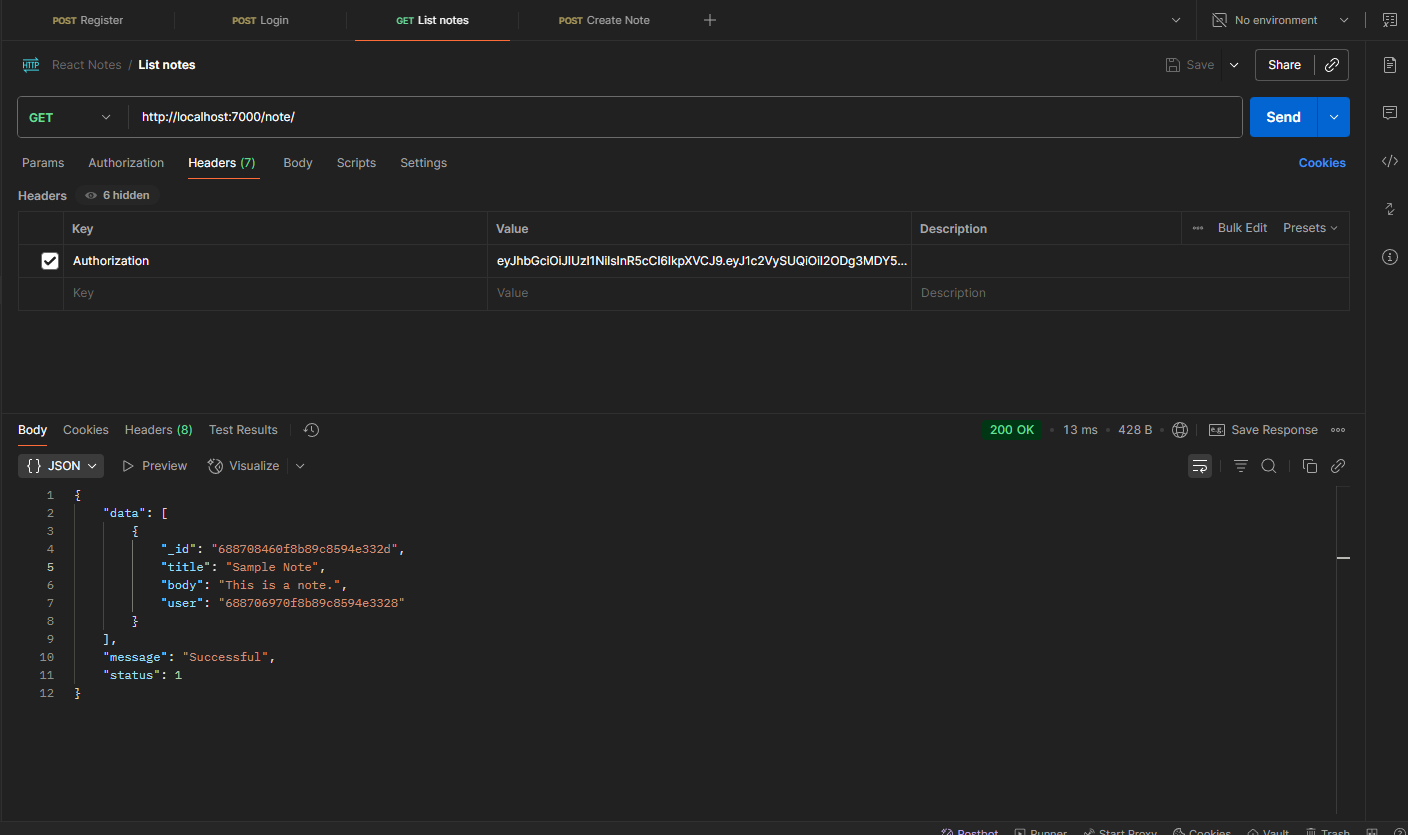 POST Register
POST Login
GET List notes
POST Create Note
No environment
HTTP React Notes / List notes
Save
Share
GET
http://localhost:7000/note/
Send
Params Authorization Headers (7) Body Scripts Settings
Cookies
Headers 6 hidden
Key Value Description Bulk Edit Presets
Authorization eyJhbGciOiJIUzI1NiIsInR5cCI6IkpXVCJ9.eyJ1c2VySUQiOiI2ODg3MDY5...
Key Value Description
Body Cookies Headers (8) Test Results
200 OK • 13 ms • 428 B • e.g. Save Response
{} JSON Preview Visualize
1 {
2 "data": [
3 {
4 "_id": "688708460f8b89c8594e332d",
5 "title": "Sample Note",
6 "body": "This is a note.",
7 "user": "688706970f8b89c8594e3328"
8 }
9 ],
10 "message": "Successful",
11 "status": 1
12 }
Postbot Runner Start Proxy Cookies Vault Trash